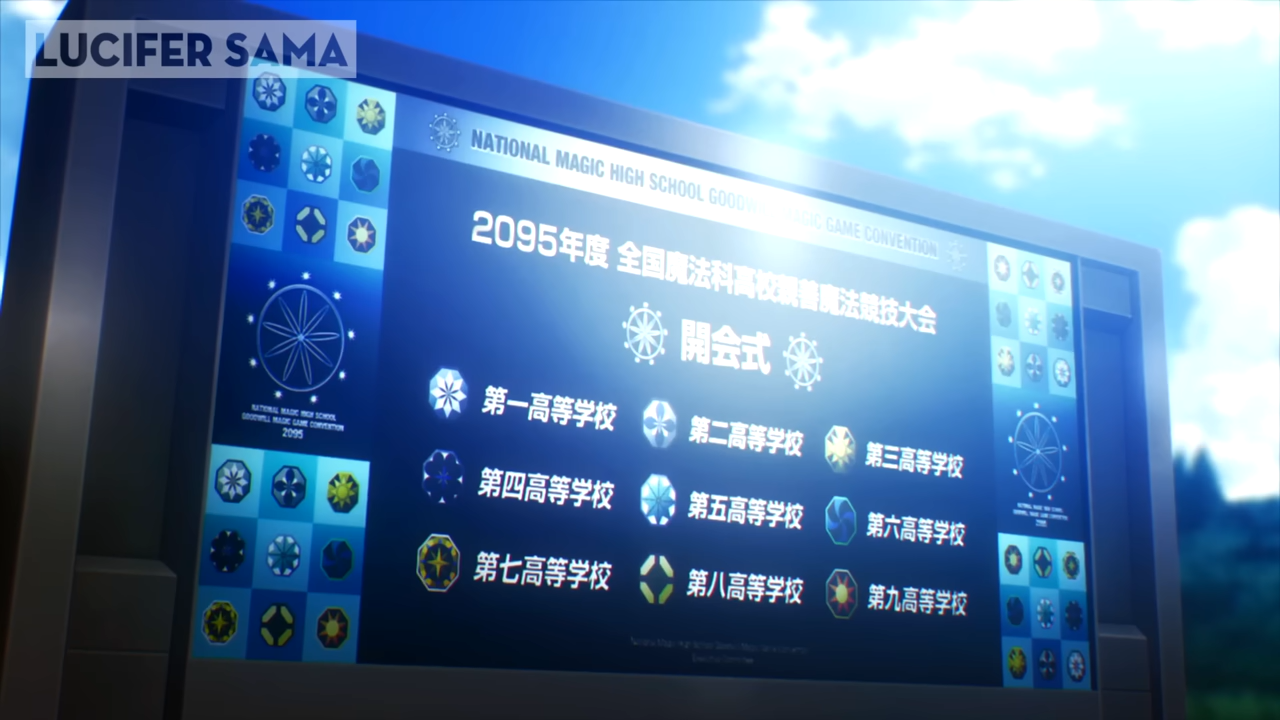 LUCIFER SAMA
NATIONAL MAGIC HIGH SCHOOL GOODWILL MAGIC GAME CONVENTION
2095年度 全国魔法科高校親善魔法競技大会
開会式
第一高等学校 第二高等学校 第三高等学校
第四高等学校 第五高等学校 第六高等学校
第七高等学校 第八高等学校 第九高等学校
NATIONAL MAGIC HIGH SCHOOL
GOODWILL MAGIC GAME CONVENTION
2095